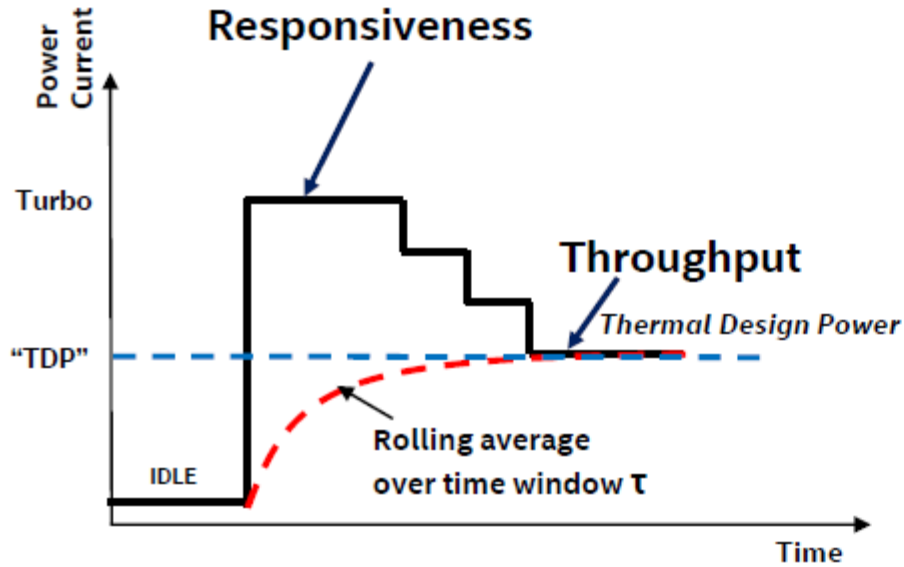 Responsiveness
Power
Current
Turbo
Throughput
Thermal Design Power
“TDP”
Rolling average
over time window τ
IDLE
Time